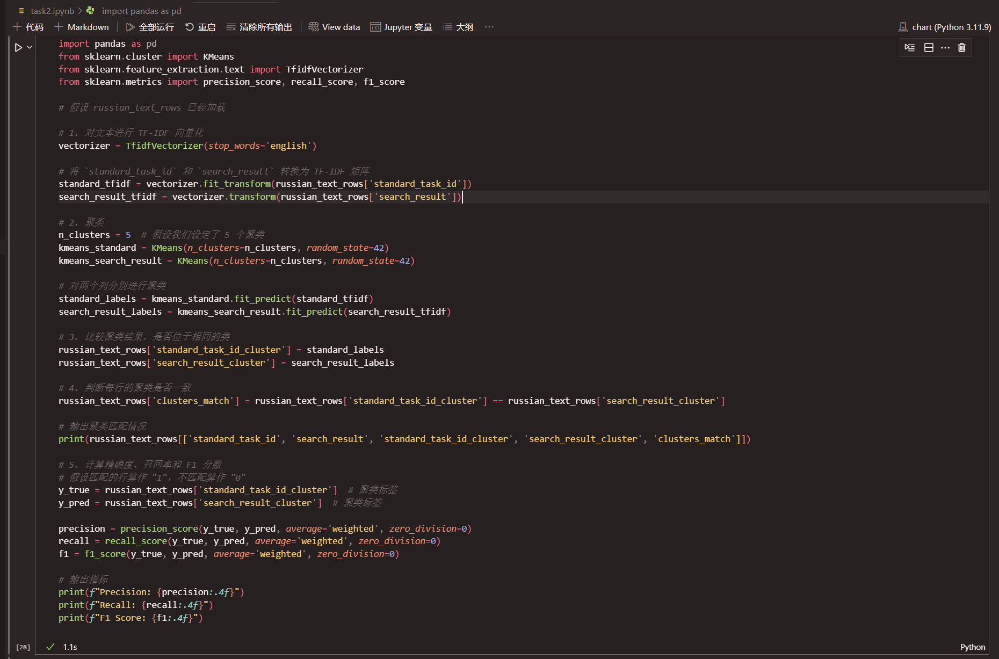 task2.ipynb > import pandas as pd
代码 Markdown 全部运行 重启 清除所有输出 View data Jupyter 变量 大纲 ... chart (Python 3.11.9)
import pandas as pd
from sklearn.cluster import KMeans
from sklearn.feature_extraction.text import TfidfVectorizer
from sklearn.metrics import precision_score, recall_score, f1_score
# 假设 russian_text_rows 已经加载
# 1. 对文本进行 TF-IDF 向量化
vectorizer = TfidfVectorizer(stop_words='english')
# 将 `standard_task_id` 和 `search_result` 转换为 TF-IDF 矩阵
standard_tfidf = vectorizer.fit_transform(russian_text_rows['standard_task_id'])
search_result_tfidf = vectorizer.transform(russian_text_rows['search_result'])
# 2. 聚类
n_clusters = 5  # 假设我们设定了 5 个聚类
kmeans_standard = KMeans(n_clusters=n_clusters, random_state=42)
kmeans_search_result = KMeans(n_clusters=n_clusters, random_state=42)
# 对两个列分别进行聚类
standard_labels = kmeans_standard.fit_predict(standard_tfidf)
search_result_labels = kmeans_search_result.fit_predict(search_result_tfidf)
# 3. 比较聚类结果，是否位于相同的类
russian_text_rows['standard_task_id_cluster'] = standard_labels
russian_text_rows['search_result_cluster'] = search_result_labels
# 4. 判断每行的聚类是否一致
russian_text_rows['clusters_match'] = russian_text_rows['standard_task_id_cluster'] == russian_text_rows['search_result_cluster']
# 输出聚类匹配情况
print(russian_text_rows[['standard_task_id', 'search_result', 'standard_task_id_cluster', 'search_result_cluster', 'clusters_match']])
# 5. 计算精确度、召回率和 F1 分数
# 假设匹配的行算作 "1"，不匹配算作 "0"
y_true = russian_text_rows['standard_task_id_cluster']  # 聚类标签
y_pred = russian_text_rows['search_result_cluster']  # 聚类标签
precision = precision_score(y_true, y_pred, average='weighted', zero_division=0)
recall = recall_score(y_true, y_pred, average='weighted', zero_division=0)
f1 = f1_score(y_true, y_pred, average='weighted', zero_division=0)
# 输出指标
print(f"Precision: {precision:.4f}")
print(f"Recall: {recall:.4f}")
print(f"F1 Score: {f1:.4f}")
[28] 1.1s Python